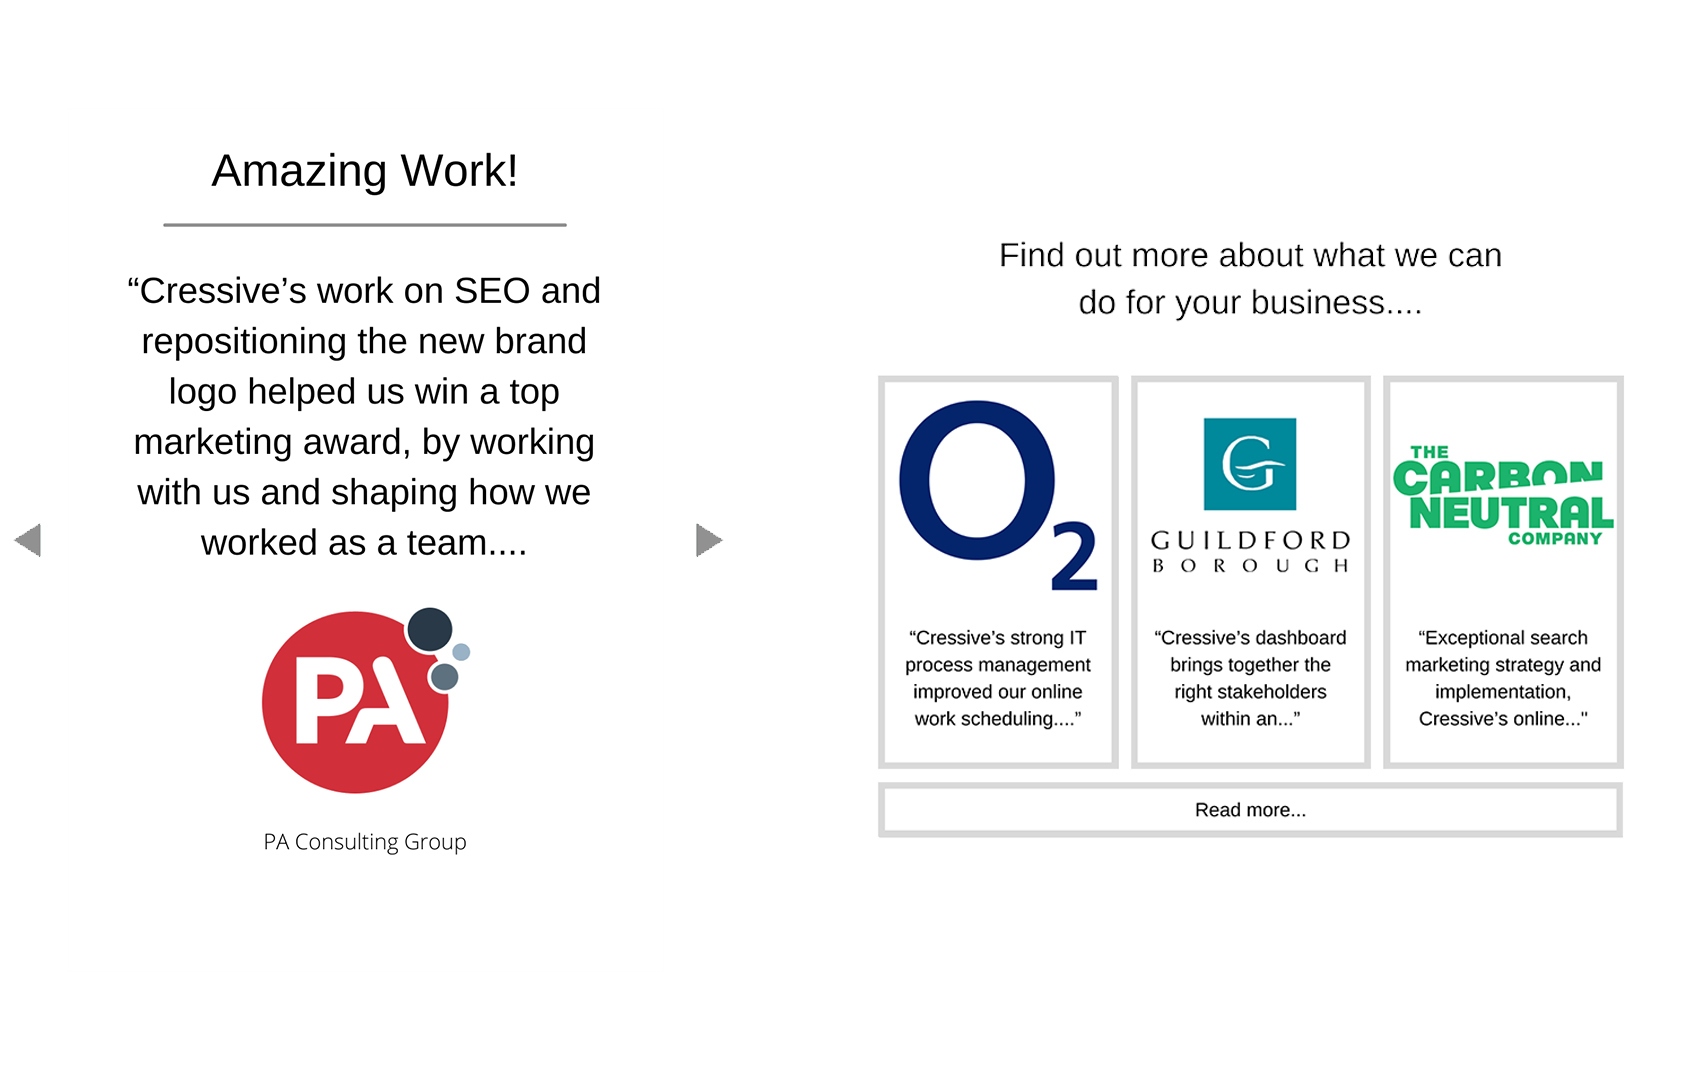 Amazing Work!
“Cressive’s work on SEO and
repositioning the new brand
logo helped us win a top
marketing award, by working
with us and shaping how we
worked as a team....
PA
PA Consulting Group
Find out more about what we can
do for your business....
O2
“Cressive’s strong IT
process management
improved our online
work scheduling....”
G
GUILDFORD
BOROUGH
“Cressive’s dashboard
brings together the
right stakeholders
within an...”
THE
CARBON
NEUTRAL
COMPANY
“Exceptional search
marketing strategy and
implementation,
Cressive’s online..."
Read more...